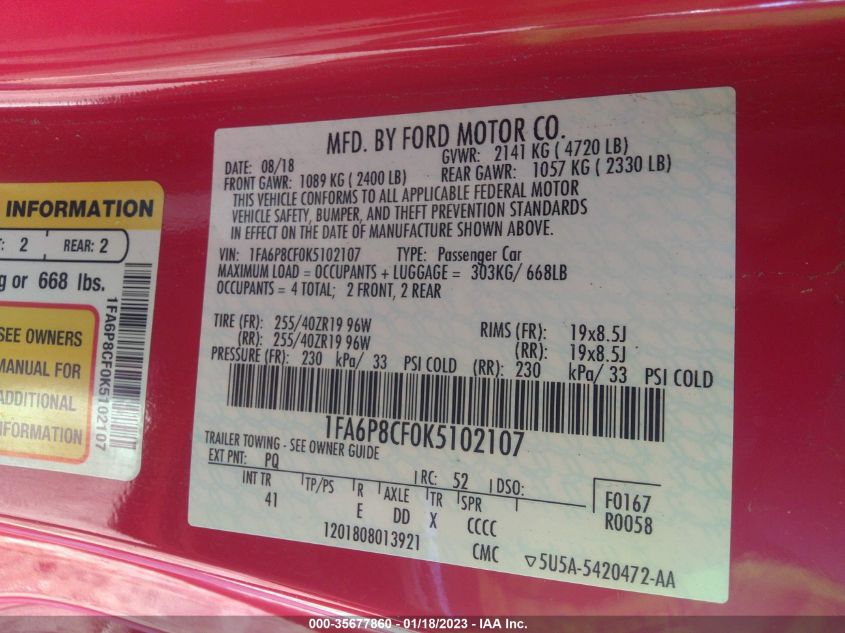 INFORMATION
2
REAR: 2
g or 668 lbs.
SEE OWNERS
MANUAL FOR
ADDITIONAL
INFORMATION
1FA6P8CF0K5102107
MFD. BY FORD MOTOR CO.
DATE: 08/18 GVWR: 2141 KG ( 4720 LB)
FRONT GAWR: 1089 KG ( 2400 LB) REAR GAWR: 1057 KG ( 2330 LB)
THIS VEHICLE CONFORMS TO ALL APPLICABLE FEDERAL MOTOR
VEHICLE SAFETY, BUMPER, AND THEFT PREVENTION STANDARDS
IN EFFECT ON THE DATE OF MANUFACTURE SHOWN ABOVE.
VIN: 1FA6P8CF0K5102107 TYPE: Passenger Car
MAXIMUM LOAD = OCCUPANTS + LUGGAGE = 303KG/ 668LB
OCCUPANTS = 4 TOTAL; 2 FRONT, 2 REAR
TIRE (FR): 255/40ZR19 96W RIMS (FR): 19x8.5J
(RR): 255/40ZR19 96W (RR): 19x8.5J
PRESSURE (FR): 230 kPa/ 33 PSI COLD (RR): 230 kPa/ 33 PSI COLD
1FA6P8CF0K5102107
TRAILER TOWING - SEE OWNER GUIDE
EXT PNT: PQ RC: 52 DSO:
INT TR TP/PS R AXLE TR SPR
41 E DD X CCCC
F0167
R0058
1201808013921 CMC ▽5U5A-5420472-AA
000-35677860 - 01/18/2023 - IAA Inc.